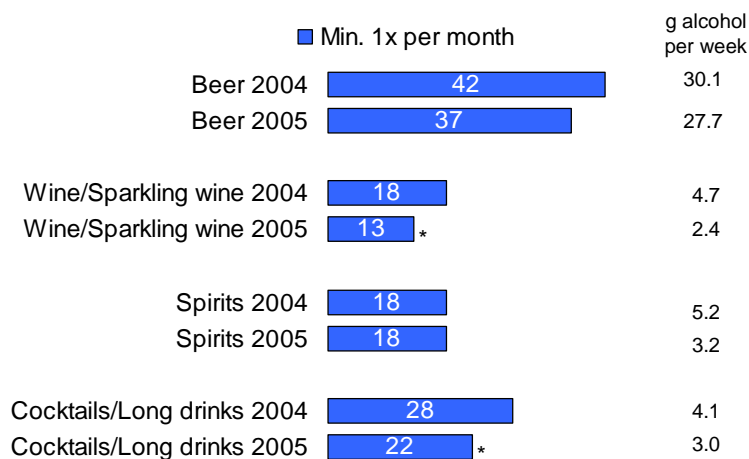 Min. 1x per month
g alcohol
per week
Beer 2004 42 30.1
Beer 2005 37 27.7
Wine/Sparkling wine 2004 18 4.7
Wine/Sparkling wine 2005 13 * 2.4
Spirits 2004 18 5.2
Spirits 2005 18 3.2
Cocktails/Long drinks 2004 28 4.1
Cocktails/Long drinks 2005 22 * 3.0